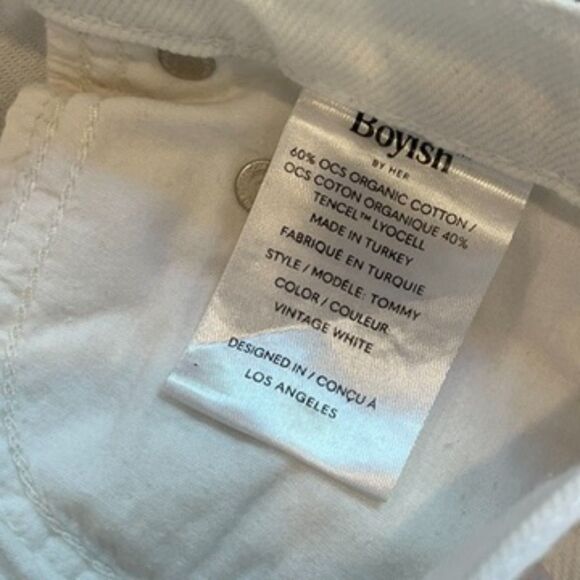 Boyish
BY HER
60% OCS ORGANIC COTTON /
OCS COTON ORGANIQUE 40%
TENCEL™ LYOCELL
MADE IN TURKEY
FABRIQUÉ EN TURQUIE
STYLE / MODÈLE: TOMMY
COLOR / COULEUR
VINTAGE WHITE
DESIGNED IN / CONÇU À
LOS ANGELES